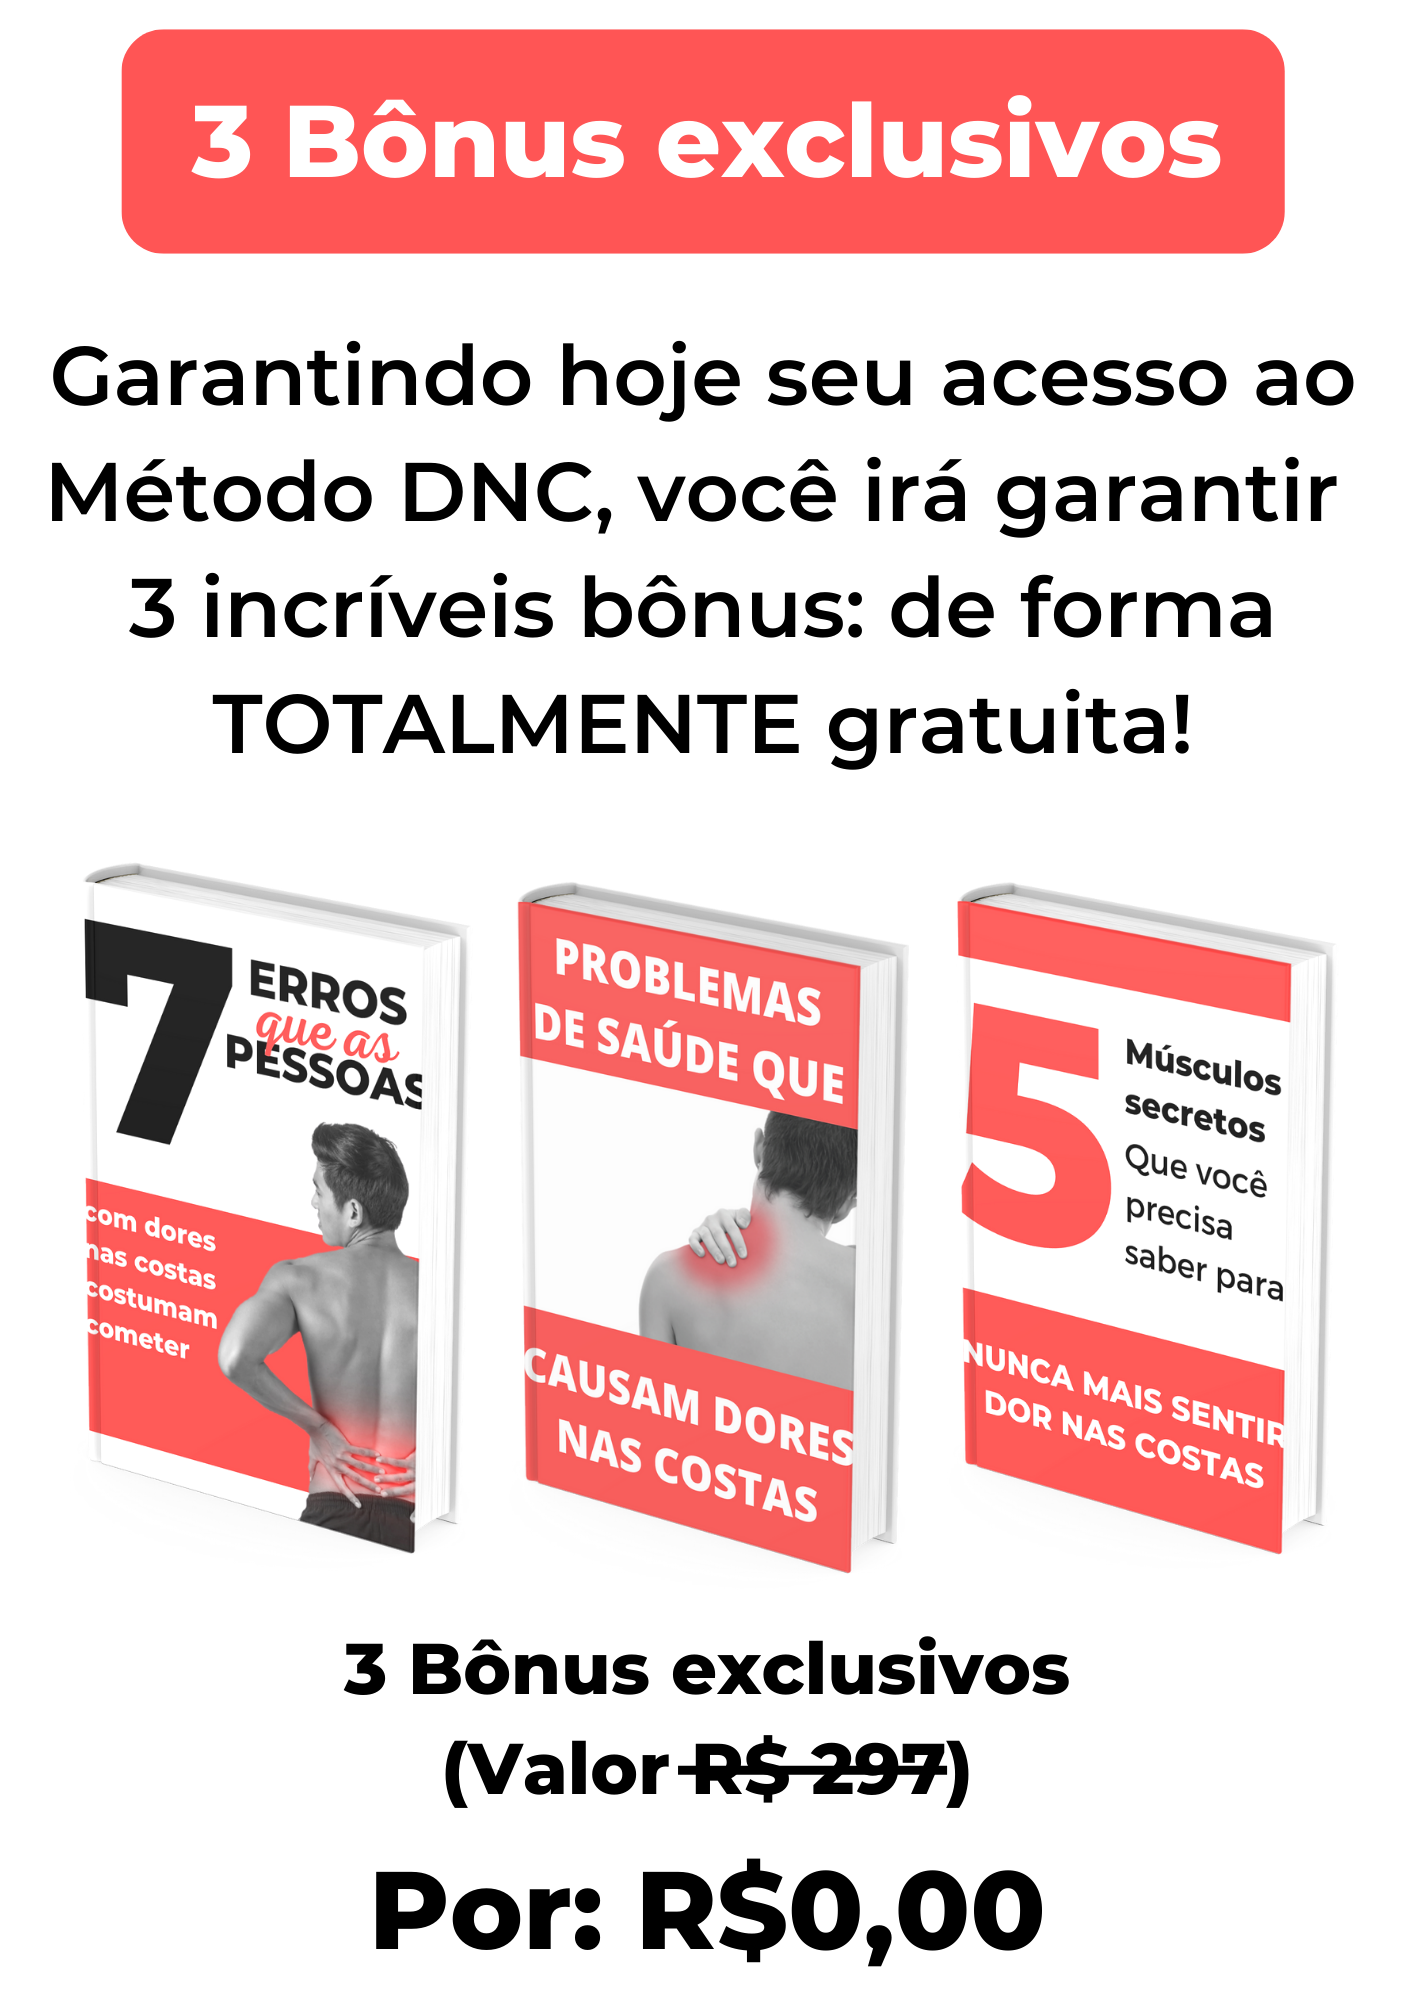 3 Bônus exclusivos
Garantindo hoje seu acesso ao
Método DNC, você irá garantir
3 incríveis bônus: de forma
TOTALMENTE gratuita!
7
ERROS
que as
PESSOAS
com dores
nas costas
costumam
cometer
PROBLEMAS
DE SAÚDE QUE
CAUSAM DORES
NAS COSTAS
5
Músculos
secretos
Que você
precisa
saber para
NUNCA MAIS SENTIR
DOR NAS COSTAS
3 Bônus exclusivos
(Valor R$ 297)
Por: R$0,00